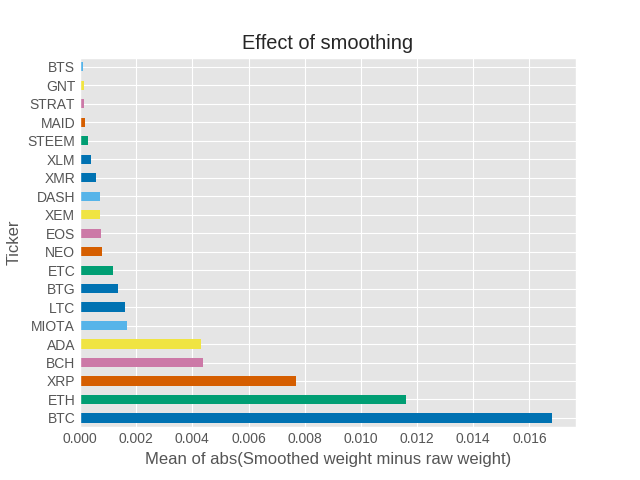 Effect of smoothing
BTS
GNT
STRAT
MAID
STEEM
XLM
XMR
DASH
XEM
EOS
NEO
ETC
BTG
LTC
MIOTA
ADA
BCH
XRP
ETH
BTC
Ticker
0.000 0.002 0.004 0.006 0.008 0.010 0.012 0.014 0.016
Mean of abs(Smoothed weight minus raw weight)